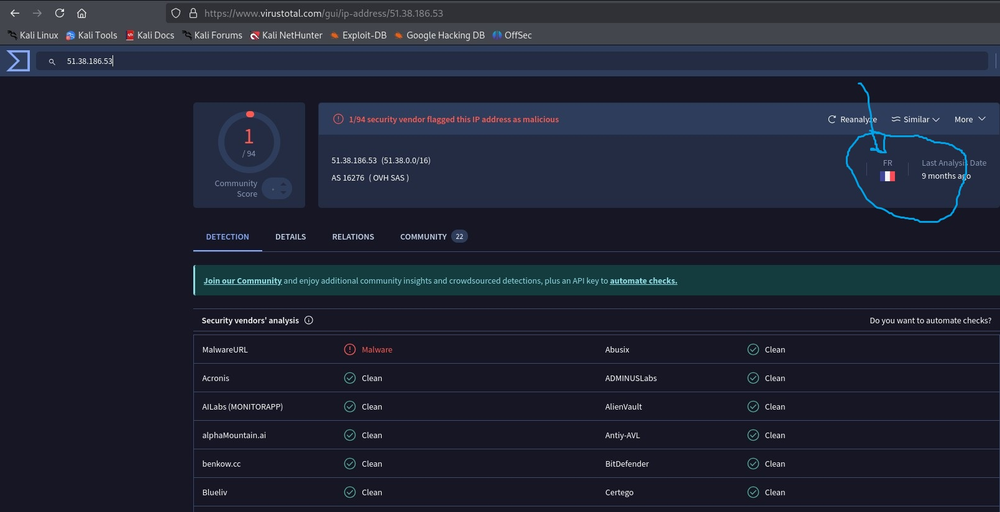 https://www.virustotal.com/gui/ip-address/51.38.186.53
Kali Linux Kali Tools Kali Docs Kali Forums Kali NetHunter Exploit-DB Google Hacking DB OffSec
51.38.186.53
1
/ 94
Community
Score
1/94 security vendor flagged this IP address as malicious
Reanalyze Similar More
51.38.186.53 (51.38.0.0/16)
AS 16276 ( OVH SAS )
FR
Last Analysis Date
9 months ago
DETECTION DETAILS RELATIONS COMMUNITY 22
Join our Community and enjoy additional community insights and crowdsourced detections, plus an API key to automate checks.
Security vendors' analysis Do you want to automate checks?
MalwareURL Malware Abusix Clean
Acronis Clean ADMINUSLabs Clean
AILabs (MONITORAPP) Clean AlienVault Clean
alphaMountain.ai Clean Antiy-AVL Clean
benkow.cc Clean BitDefender Clean
Blueliv Clean Certego Clean